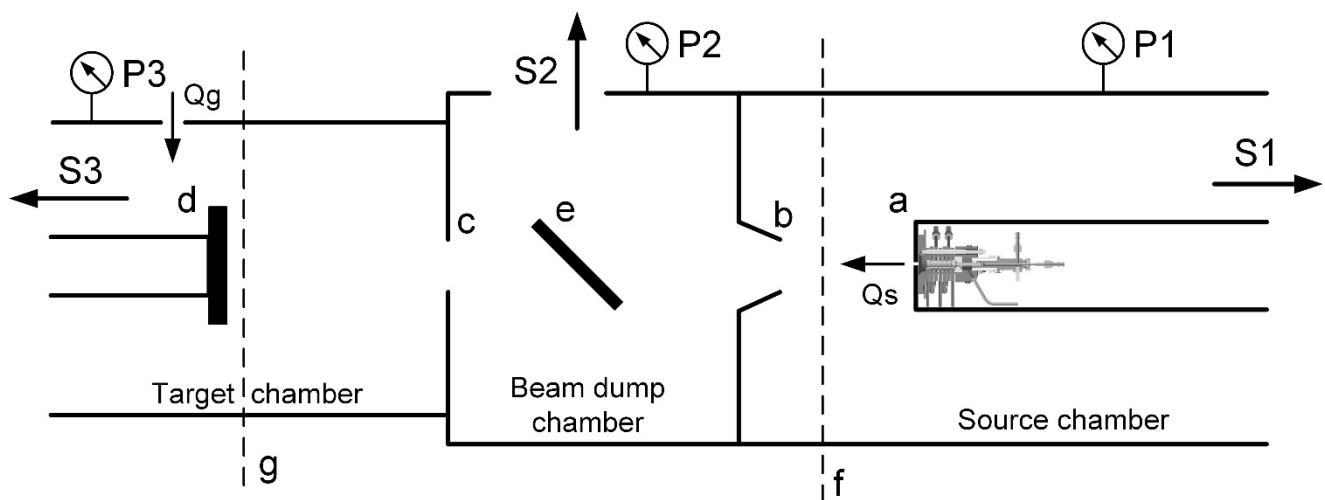 P3
Qg
S2
P2
P1
S3
d
c
e
b
a
S1
Qs
Target chamber
Beam dump
chamber
Source chamber
g
f